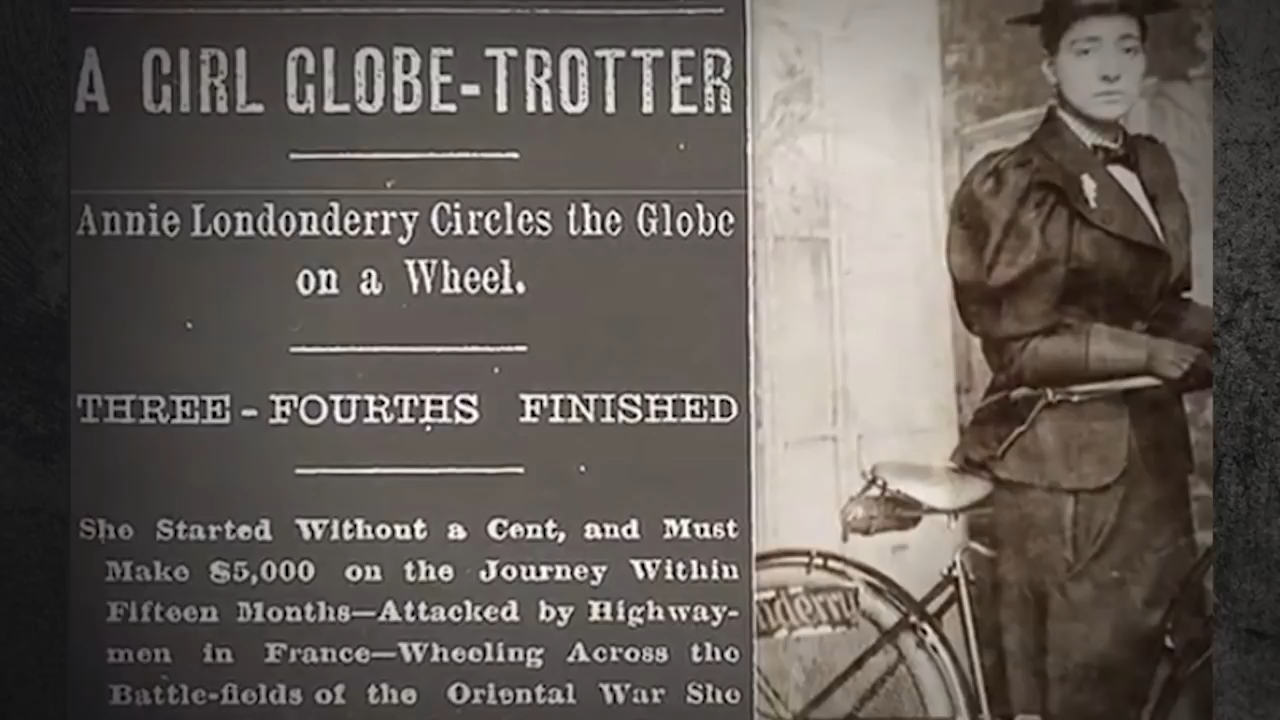 A GIRL GLOBE-TROTTER
Annie Londonderry Circles the Globe
on a Wheel.
THREE-FOURTHS FINISHED
She Started Without a Cent, and Must
Make $5,000 on the Journey Within
Fifteen Months—Attacked by Highway-
men in France—Wheeling Across the
Battle-fields of the Oriental War She
nderry